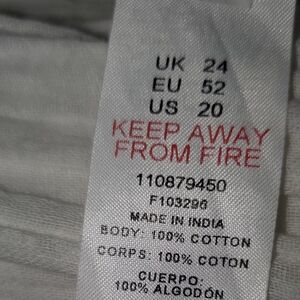 UK 24
EU 52
US 20
KEEP AWAY
FROM FIRE
110879450
F103296
MADE IN INDIA
BODY: 100% COTTON
CORPS: 100% COTON
CUERPO:
100% ALGODÓN